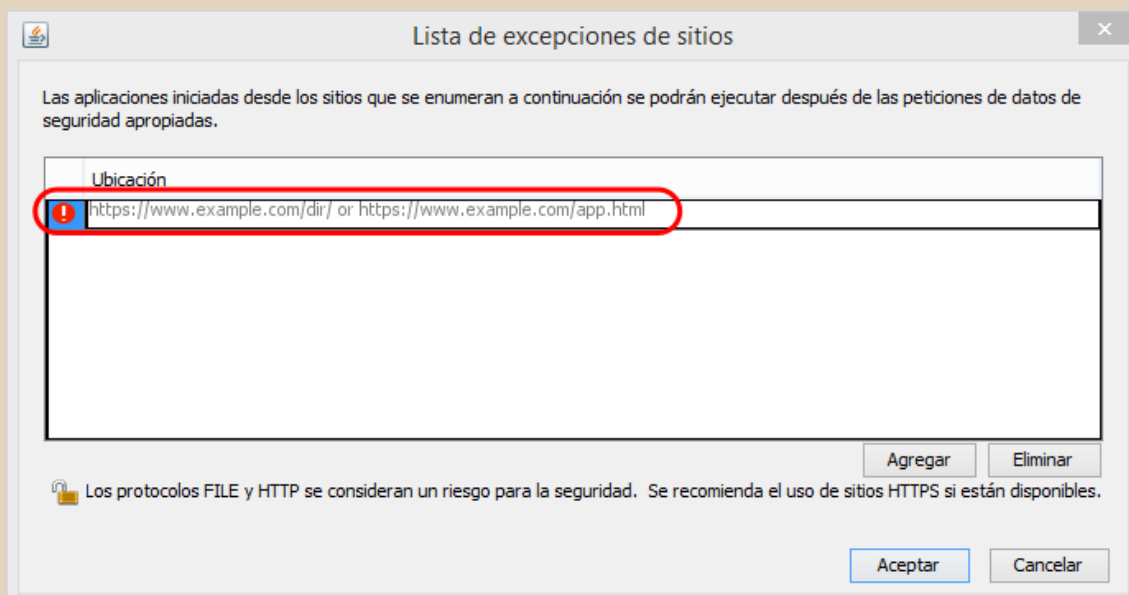 Lista de excepciones de sitios
Las aplicaciones iniciadas desde los sitios que se enumeran a continuación se podrán ejecutar después de las peticiones de datos de
seguridad apropiadas.
Ubicación
https://www.example.com/dir/ or https://www.example.com/app.html
Agregar
Eliminar
Los protocolos FILE y HTTP se consideran un riesgo para la seguridad. Se recomienda el uso de sitios HTTPS si están disponibles.
Aceptar
Cancelar